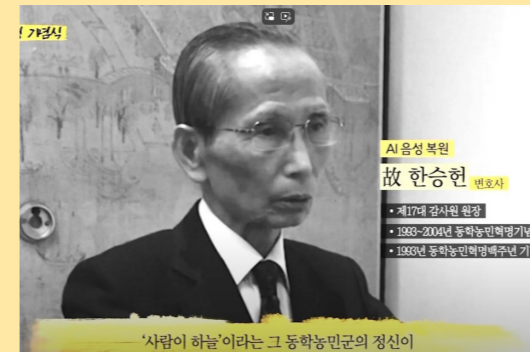 기념식
AI 음성 복원
故 한승헌 변호사
• 제17대 감사원 원장
• 1993~2004년 동학농민혁명기념
• 1993년 동학농민혁명백주년 기
'사람이 하늘'이라는 그 동학농민군의 정신이